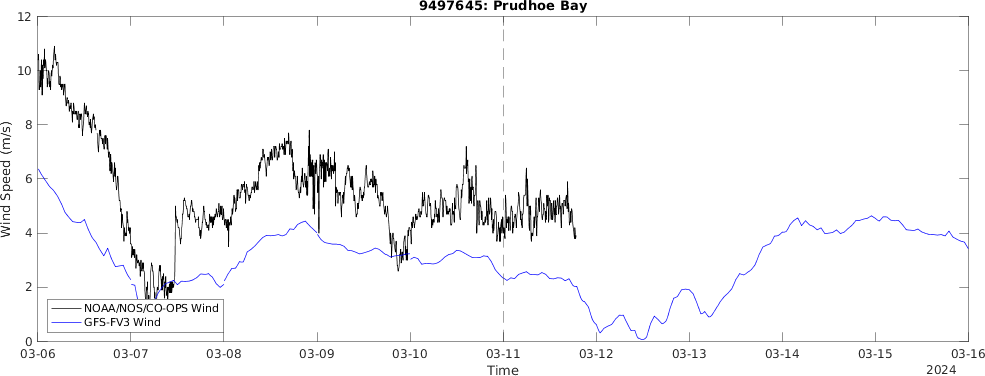 9497645: Prudhoe Bay
Wind Speed (m/s)
12
10
8
6
4
2
0
NOAA/NOS/CO-OPS Wind
GFS-FV3 Wind
03-06 03-07 03-08 03-09 03-10 03-11 03-12 03-13 03-14 03-15 03-16
Time
2024